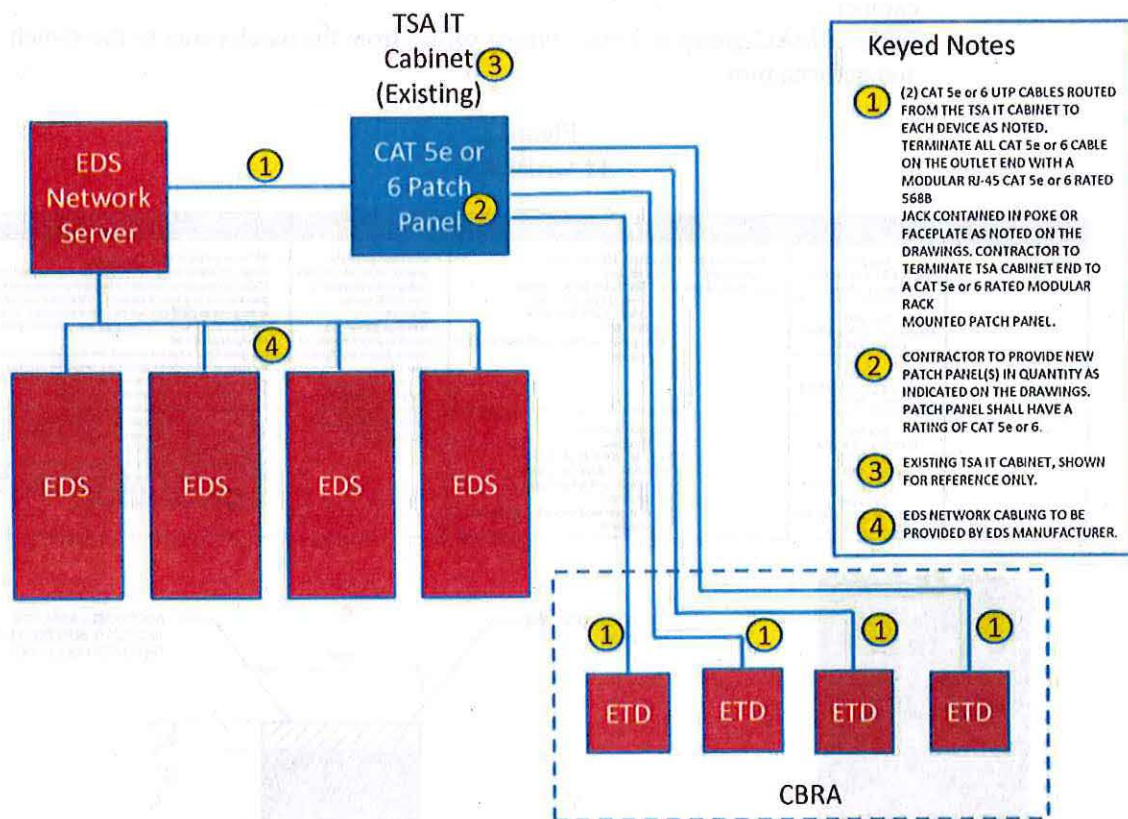 TSA IT
Cabinet
3
(Existing)
EDS
Network
Server
1
CAT 5e or
6 Patch
Panel
2
4
EDS
EDS
EDS
EDS
1
1
1
1
ETD
ETD
ETD
ETD
CBRA
Keyed Notes
1
(2) CAT 5e or 6 UTP CABLES ROUTED
FROM THE TSA IT CABINET TO
EACH DEVICE AS NOTED.
TERMINATE ALL CAT 5e or 6 CABLE
ON THE OUTLET END WITH A
MODULAR RJ-45 CAT 5e or 6 RATED
568B
JACK CONTAINED IN POKE OR
FACEPLATE AS NOTED ON THE
DRAWINGS. CONTRACTOR TO
TERMINATE TSA CABINET END TO
A CAT 5e or 6 RATED MODULAR
RACK
MOUNTED PATCH PANEL.
2
CONTRACTOR TO PROVIDE NEW
PATCH PANEL(S) IN QUANTITY AS
INDICATED ON THE DRAWINGS.
PATCH PANEL SHALL HAVE A
RATING OF CAT 5e or 6.
3
EXISTING TSA IT CABINET, SHOWN
FOR REFERENCE ONLY.
4
EDS NETWORK CABLING TO BE
PROVIDED BY EDS MANUFACTURER.